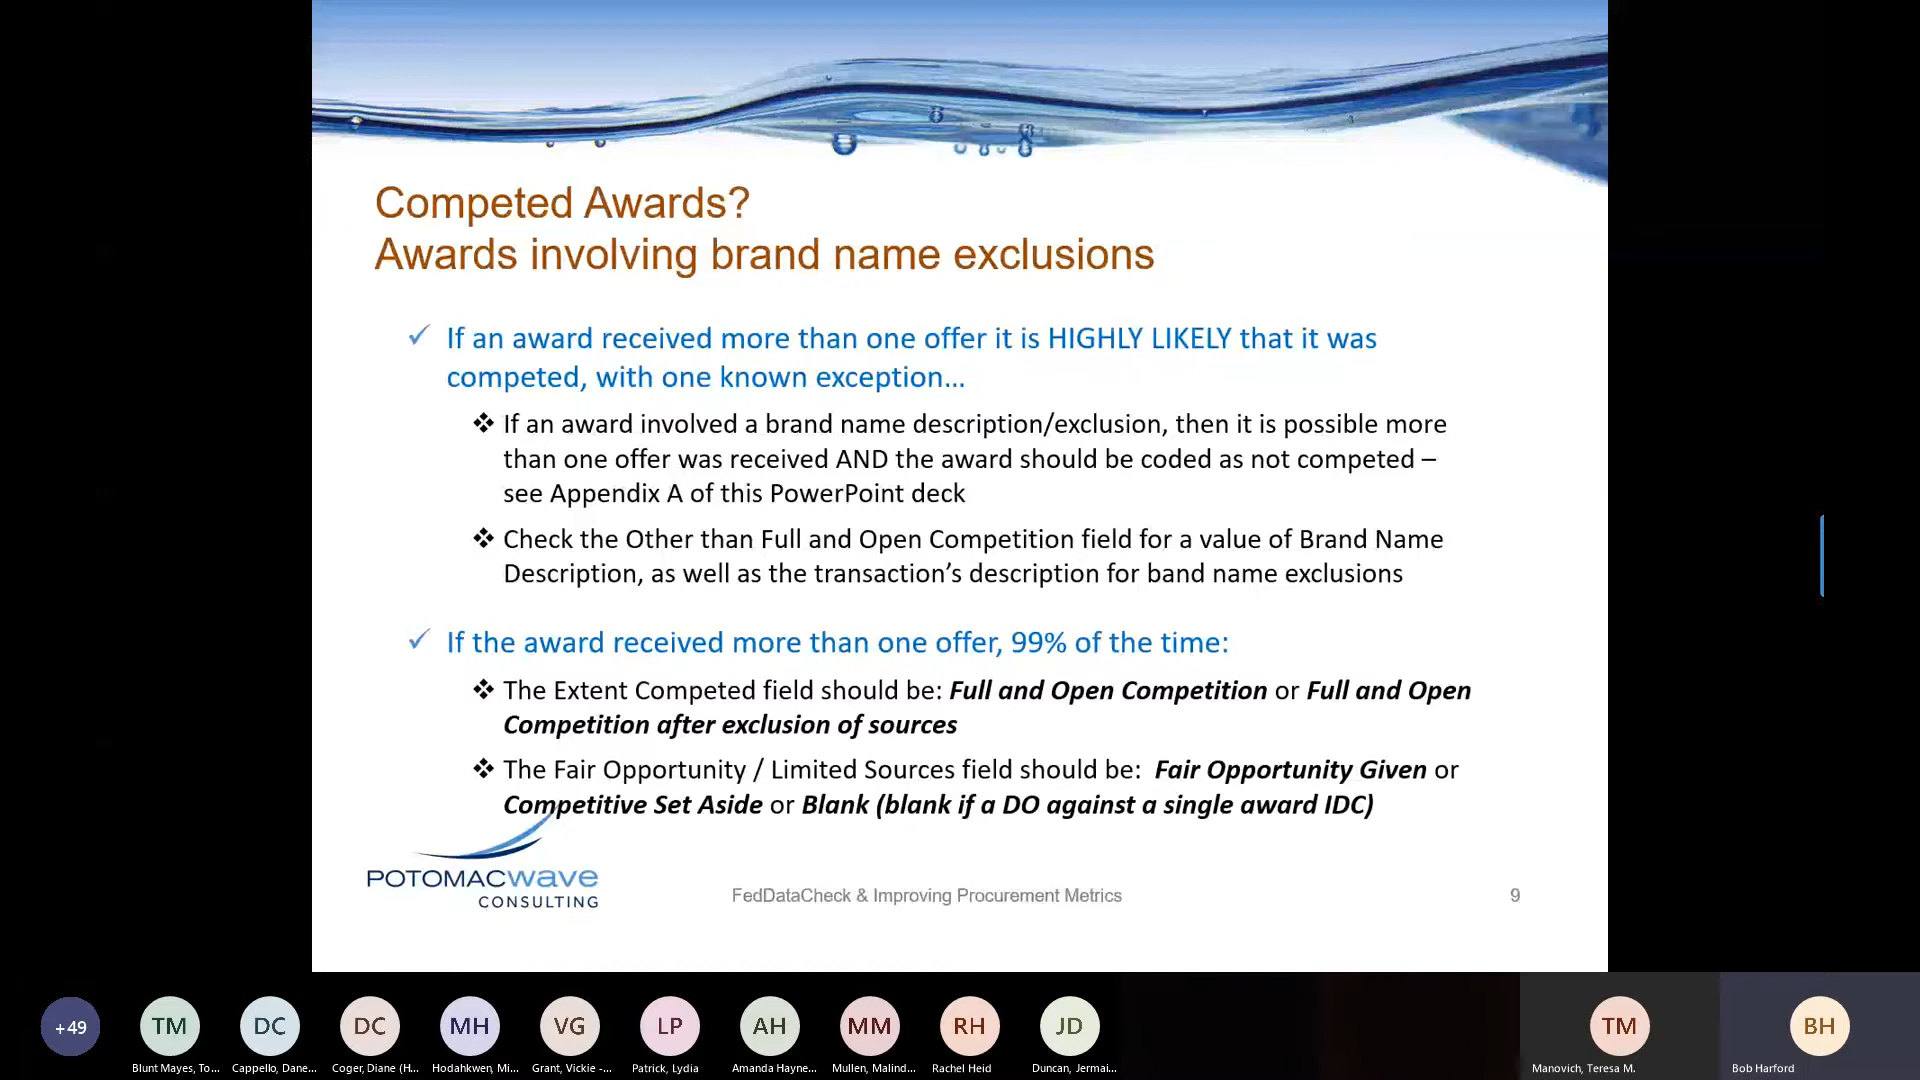 Competed Awards?
Awards involving brand name exclusions
If an award received more than one offer it is HIGHLY LIKELY that it was
competed, with one known exception...
If an award involved a brand name description/exclusion, then it is possible more
than one offer was received AND the award should be coded as not competed –
see Appendix A of this PowerPoint deck
Check the Other than Full and Open Competition field for a value of Brand Name
Description, as well as the transaction's description for band name exclusions
If the award received more than one offer, 99% of the time:
The Extent Competed field should be: Full and Open Competition or Full and Open
Competition after exclusion of sources
The Fair Opportunity / Limited Sources field should be: Fair Opportunity Given or
Competitive Set Aside or Blank (blank if a DO against a single award IDC)
POTOMACWAVE
CONSULTING
FedDataCheck & Improving Procurement Metrics
9
+49
TM
DC
DC
MH
VG
LP
AH
MM
RH
JD
TM
BH
Blunt Mayes, To...
Cappello, Dane...
Coger, Diane (H...
Hodahkwen, Mi...
Grant, Vickie -...
Patrick, Lydia
Amanda Hayne...
Mullen, Malind...
Rachel Heid
Duncan, Jermai...
Manovich, Teresa M.
Bob Harford